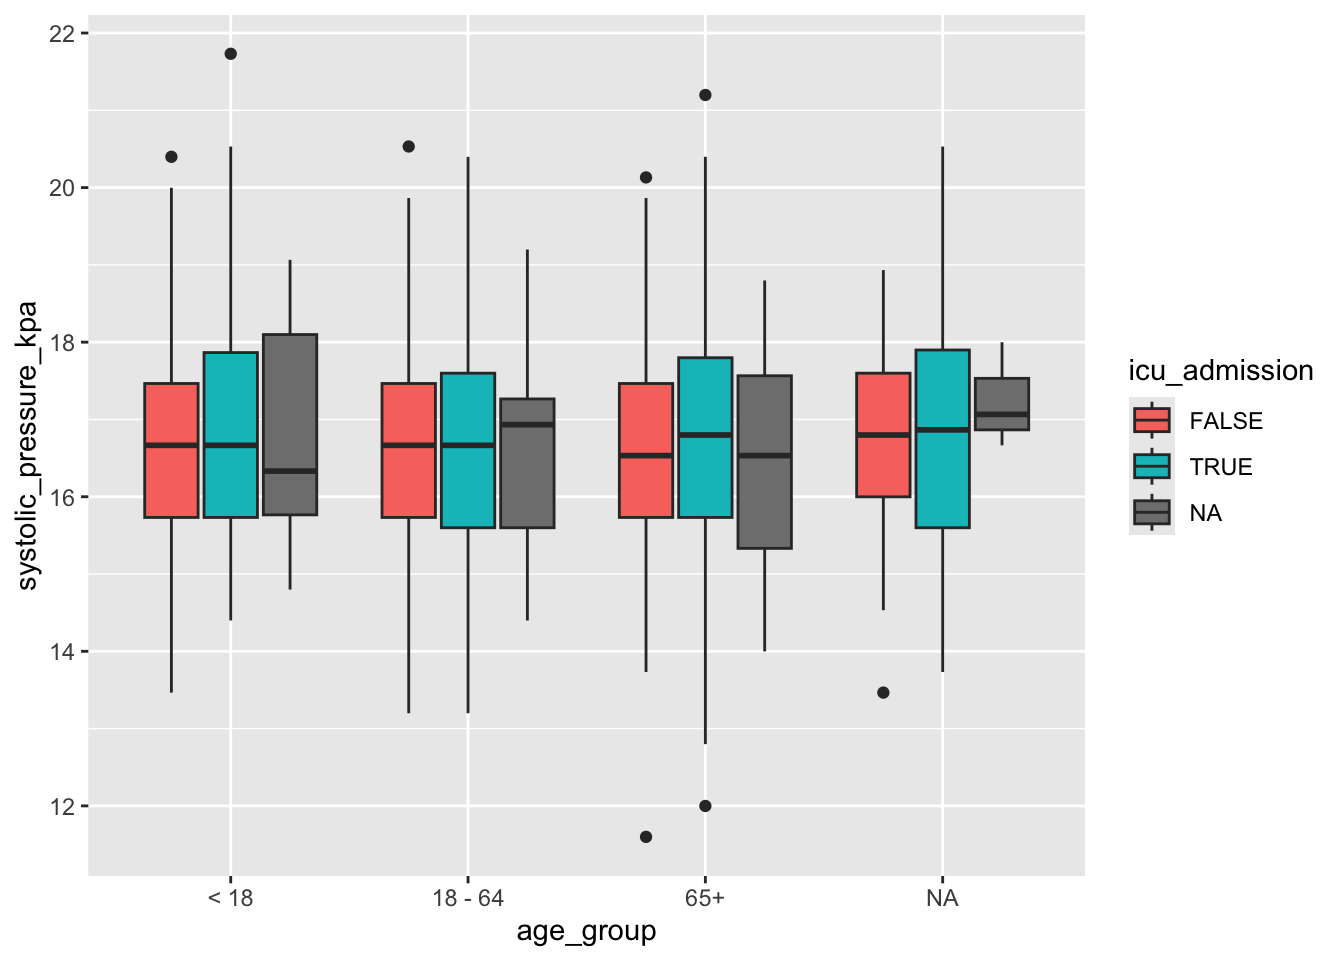 systolic_pressure_kpa
22
20
18
16
14
12
< 18
18 - 64
65+
NA
age_group
icu_admission
FALSE
TRUE
NA